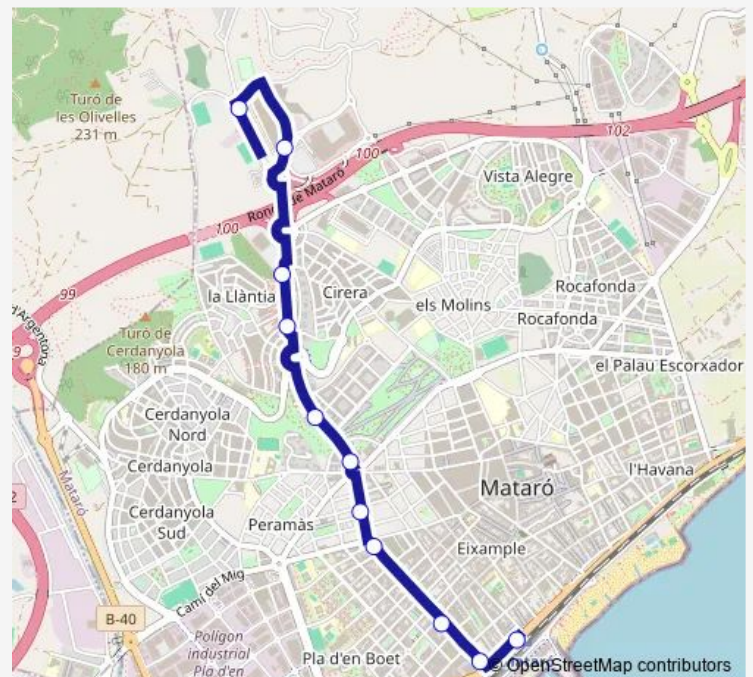 Turó de
les Olivelles
231 m
102
100
Vista Alegre
Ronda de Mataró
100
99
la Llàntia
Cirera
Rocafonda
els Molins
Rocafonda
d'Argentona
Turó de
Cerdanyola
180 m
el Palau Escorxador
Cerdanyola
Nord
Cerdanyola
l'Havana
Mataró
Mataró
Cerdanyola
Sud
Peramàs
Eixample
Camí del Mig
B-40
Polígon
industrial
Pla d'en
Pla d'en Boet
© OpenStreetMap contributors